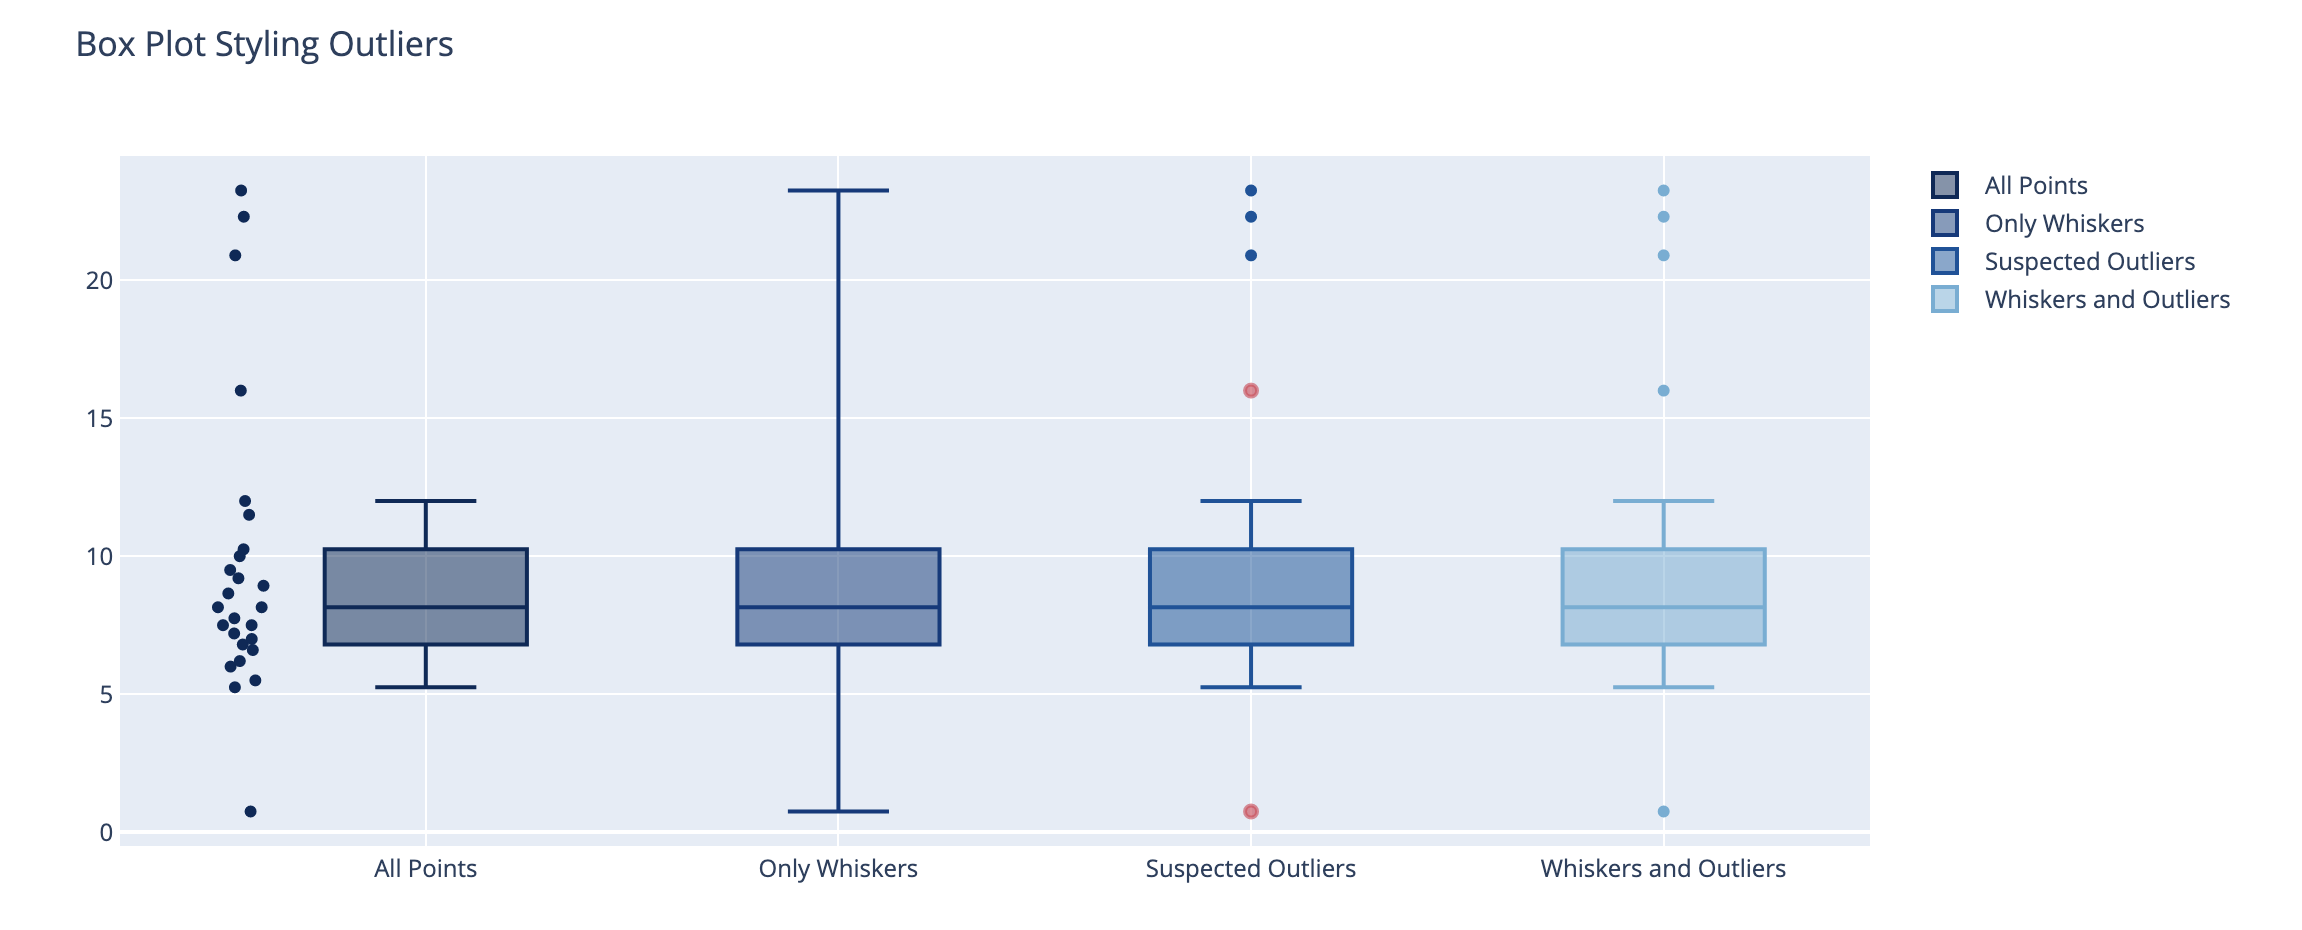 Box Plot Styling Outliers
20
15
10
5
0
All Points
Only Whiskers
Suspected Outliers
Whiskers and Outliers
All Points
Only Whiskers
Suspected Outliers
Whiskers and Outliers